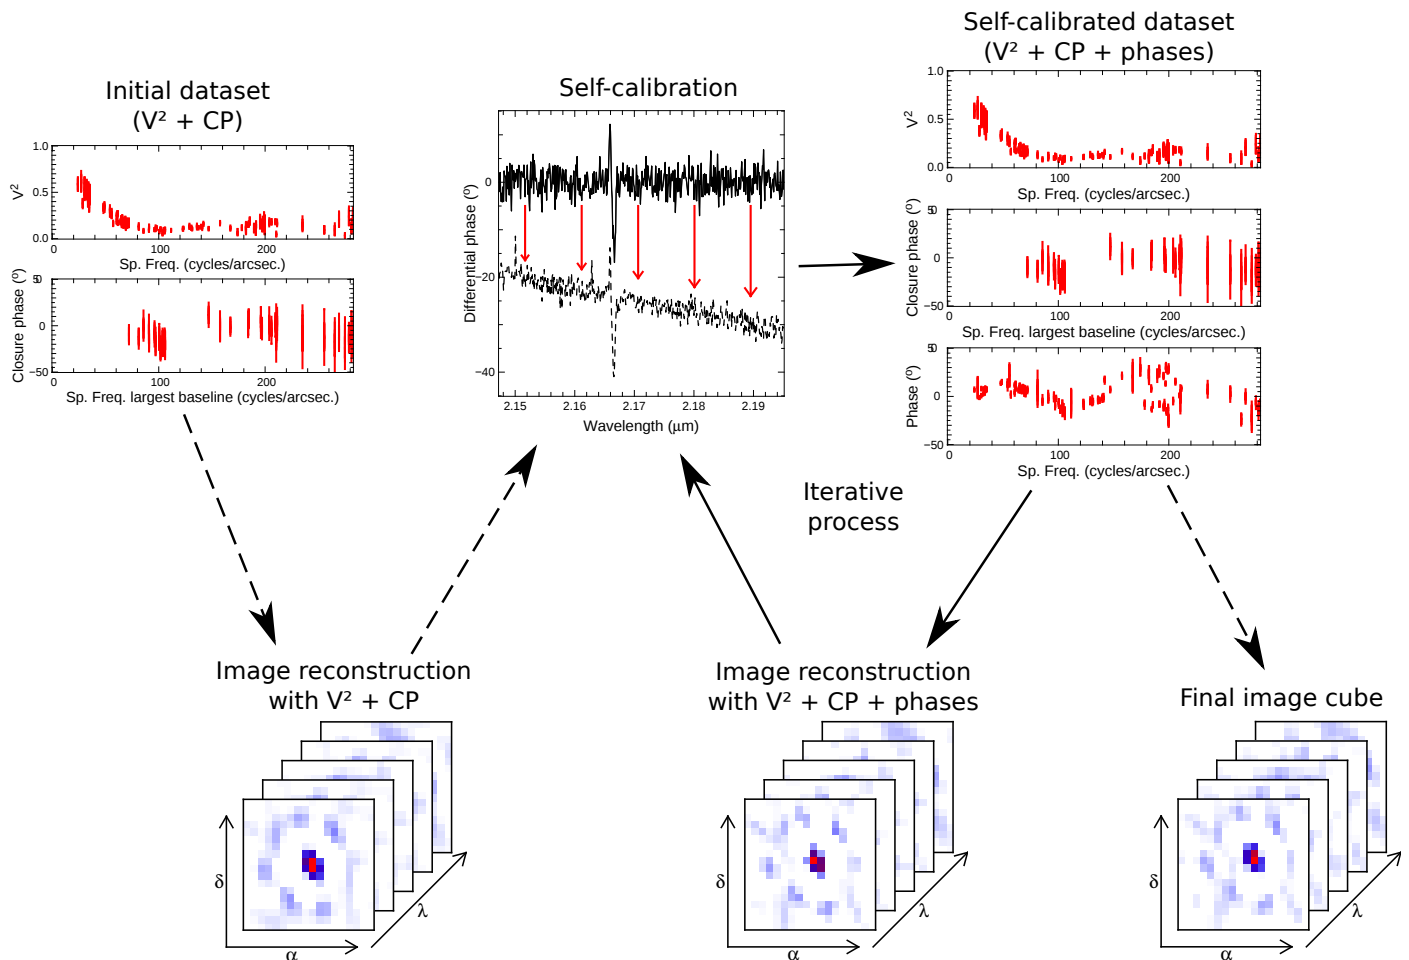 Initial dataset
(V² + CP)
1.0
0.5
0.0
V²
0
100
200
Sp. Freq. (cycles/arcsec.)
50
0
−50
Closure phase (°)
0
100
200
Sp. Freq. largest baseline (cycles/arcsec.)
Self-calibration
0
−20
−40
Differential phase (°)
2.15
2.16
2.17
2.18
2.19
Wavelength (μm)
Self-calibrated dataset
(V² + CP + phases)
1.0
0.5
0.0
V²
0
100
200
Sp. Freq. (cycles/arcsec.)
50
0
−50
Closure phase (°)
Sp. Freq. largest baseline (cycles/arcsec.)
50
0
−50
Phase (°)
0
100
200
Sp. Freq. (cycles/arcsec.)
Iterative
process
Image reconstruction
with V² + CP
δ
α
λ
Image reconstruction
with V² + CP + phases
δ
α
λ
Final image cube
δ
α
λ